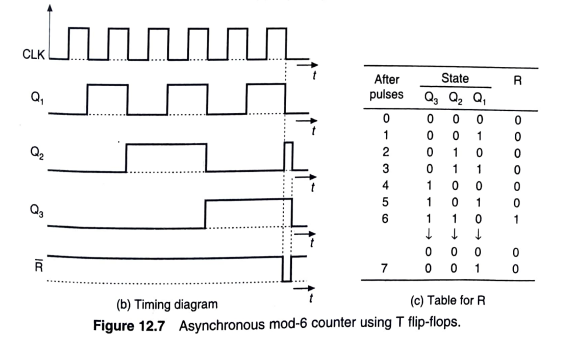 CLK
t
Q1
t
Q2
t
Q3
t
R̅
t
(b) Timing diagram
After pulses State R
Q3 Q2 Q1
0 0 0 0 0
1 0 0 1 0
2 0 1 0 0
3 0 1 1 0
4 1 0 0 0
5 1 0 1 0
6 1 1 0 1
↓ ↓ ↓
0 0 0 0
7 0 0 1 0
(c) Table for R
Figure 12.7 Asynchronous mod-6 counter using T flip-flops.